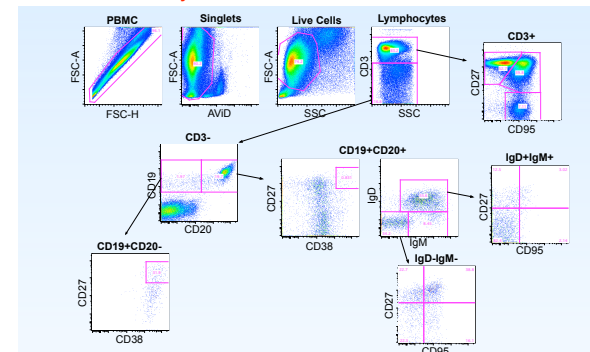 PBMC
Singlets
Live Cells
Lymphocytes
CD3+
FSC-A
FSC-H
FSC-A
AViD
FSC-A
SSC
CD3
SSC
CD27
CD95
CD3-
CD19
CD20
CD19+CD20+
CD27
CD38
IgD
IgM
IgD+IgM+
CD27
CD95
CD19+CD20-
CD27
CD38
IgD-IgM-
CD27
CD95